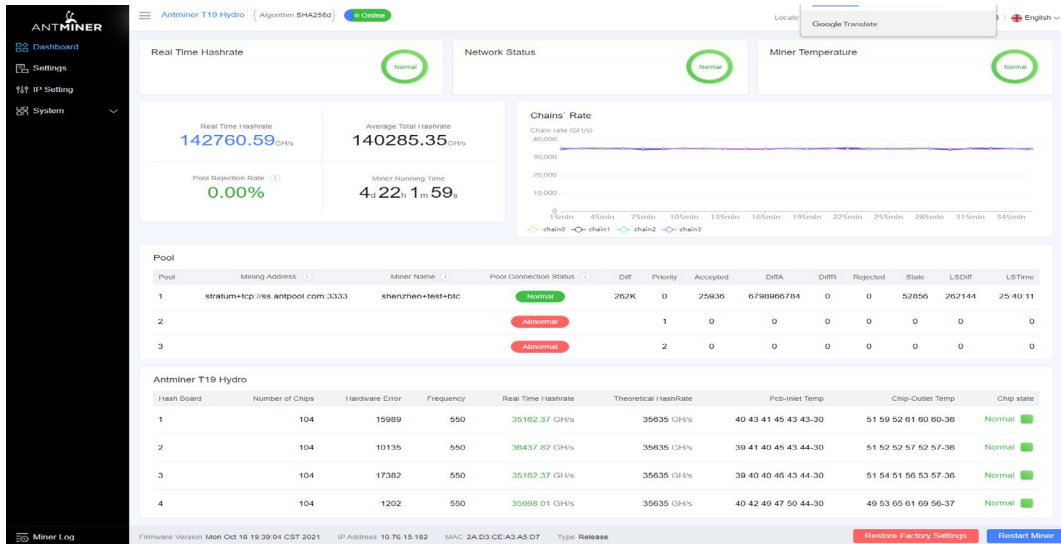 ANTMINER
Antminer T19 Hydro { Algorithm SHA256d } Online
Locate
Google Translate
English
Dashboard
Settings
IP Setting
System
Real Time Hashrate
Normal
Network Status
Normal
Miner Temperature
Normal
Real Time Hashrate
142760.59GH/s
Average Total Hashrate
140285.35GH/s
Pool Rejection Rate
0.00%
Miner Running Time
4d 22h 1m 59s
Chains` Rate
Chain rate (GH/s)
40,000
30,000
20,000
10,000
0
15min 45min 75min 105min 135min 165min 195min 225min 255min 285min 315min 345min
chain0 chain1 chain2 chain3
Pool
Pool Mining Address Miner Name Pool Connection Status Diff Priority Accepted DiffA DiffR Rejected Stale LSDiff LSTime
1 stratum+tcp://ss.antpool.com:3333 shenzhen+test+btc Normal 262K 0 25936 6798966784 0 0 52856 262144 25:40:11
2 Abnormal 1 0 0 0 0 0 0 0
3 Abnormal 2 0 0 0 0 0 0 0
Antminer T19 Hydro
Hash Board Number of Chips Hardware Error Frequency Real Time Hashrate Theoretical HashRate Pcb-Inlet Temp Chip-Outlet Temp Chip state
1 104 15989 550 35162.37 GH/s 35635 GH/s 40 43 41 45 43 43-30 51 59 52 61 60 60-36 Normal
2 104 10135 550 36437.82 GH/s 35635 GH/s 39 41 40 45 43 44-30 51 52 52 57 52 57-36 Normal
3 104 17382 550 35162.37 GH/s 35635 GH/s 39 40 40 46 43 44-30 51 54 51 56 53 57-36 Normal
4 104 1202 550 35998.01 GH/s 35635 GH/s 40 42 49 47 50 44-30 49 53 65 61 69 56-37 Normal
Miner Log
Firmware Version Mon Oct 18 19:39:04 CST 2021 IP Address 10.76.15.162 MAC 2A:D3:CE:A3:A5:D7 Type Release
Restore Factory Settings
Restart Miner